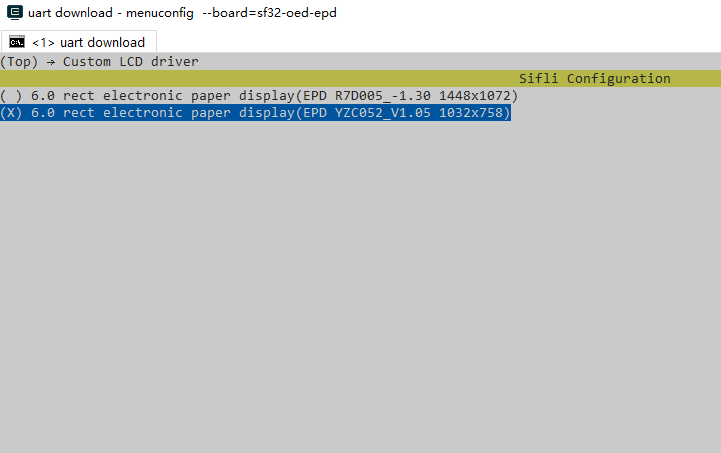 uart download - menuconfig --board=sf32-oed-epd
<1> uart download
(Top) → Custom LCD driver
Sifli Configuration
( ) 6.0 rect electronic paper display(EPD R7D005_-1.30 1448x1072)
(X) 6.0 rect electronic paper display(EPD YZC052_V1.05 1032x758)